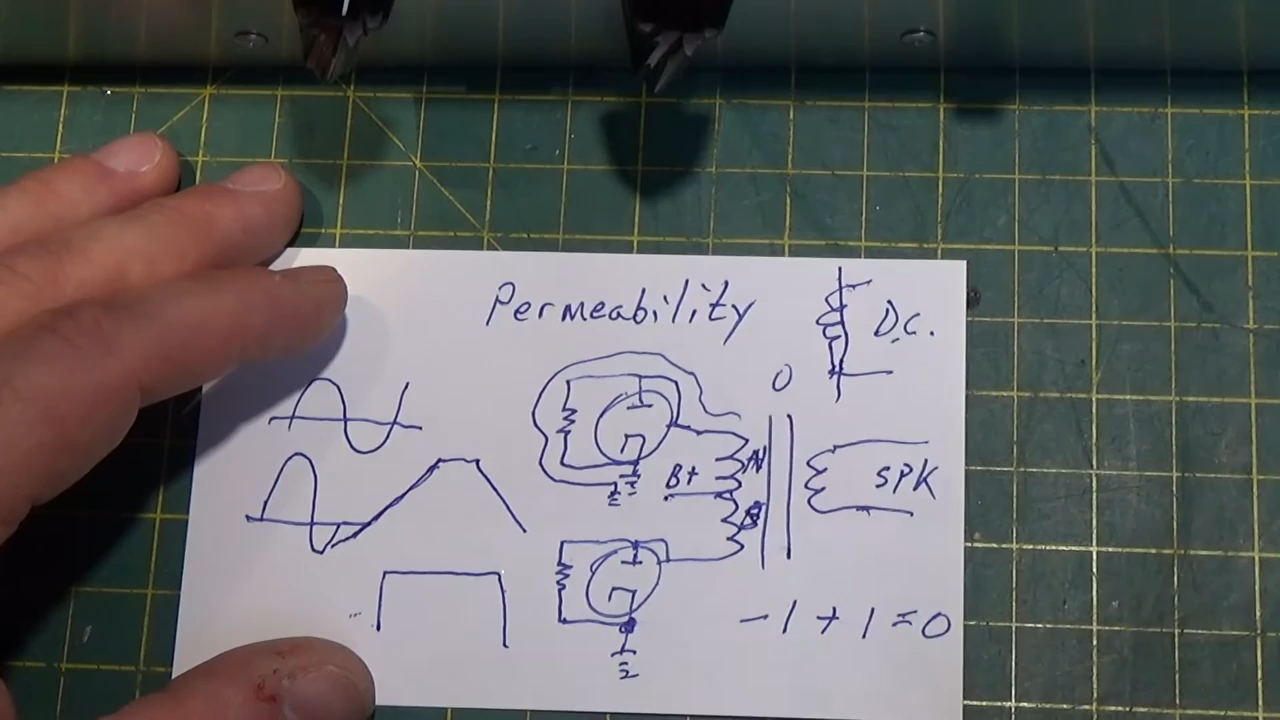 Permeability
D.C.
0
B+
N
SPK
-1 + 1 = 0